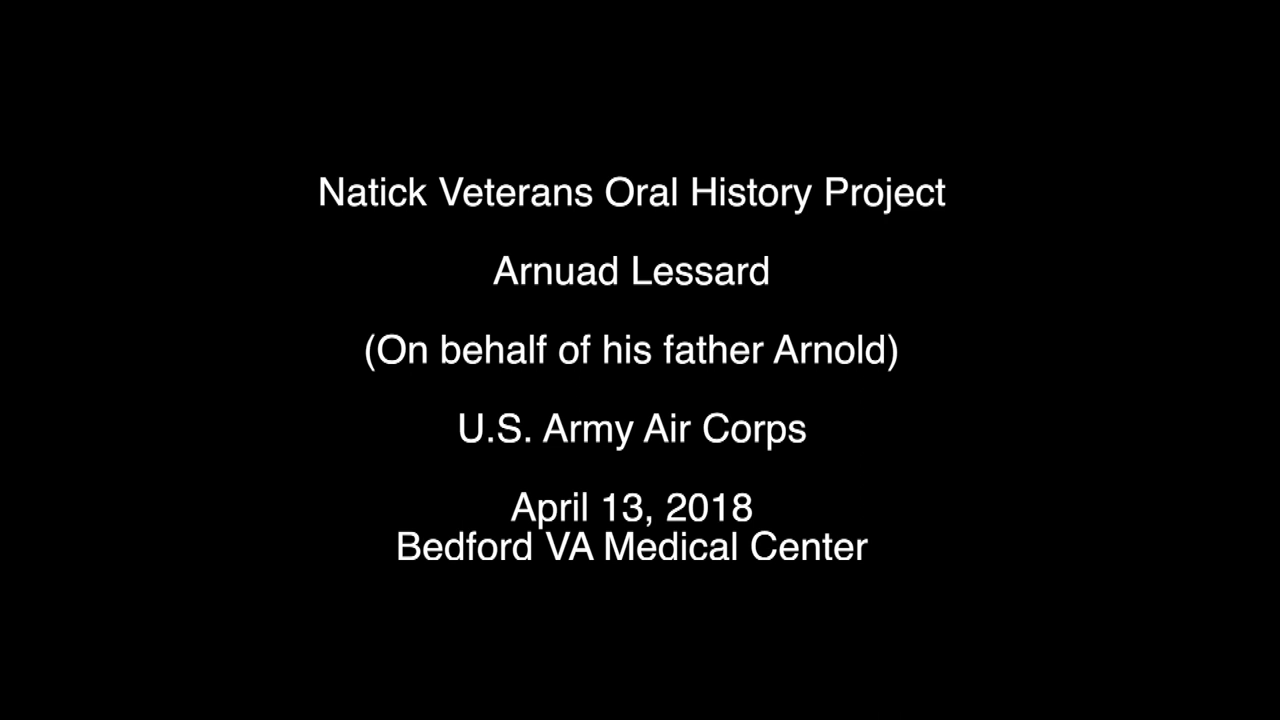 Natick Veterans Oral History Project
Arnuad Lessard
(On behalf of his father Arnold)
U.S. Army Air Corps
April 13, 2018
Bedford VA Medical Center